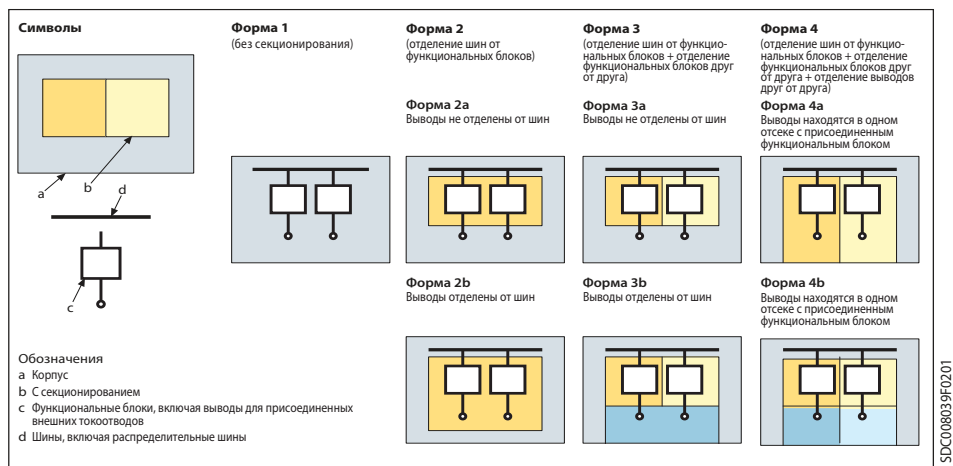 Символы
Форма 1
(без секционирования)
Форма 2
(отделение шин от
функциональных блоков)
Форма 3
(отделение шин от функцио-
нальных блоков + отделение
функциональных блоков друг
от друга)
Форма 4
(отделение шин от функцио-
нальных блоков + отделение
функциональных блоков друг
от друга + отделение выводов
друг от друга)
Форма 2a
Выводы не отделены от шин
Форма 3a
Выводы не отделены от шин
Форма 4a
Выводы находятся в одном
отсеке с присоединенным
функциональным блоком
a
b
d
c
Форма 2b
Выводы отделены от шин
Форма 3b
Выводы отделены от шин
Форма 4b
Выводы находятся в одном
отсеке с присоединенным
функциональным блоком
Обозначения
a Корпус
b С секционированием
c Функциональные блоки, включая выводы для присоединенных
внешних токоотводов
d Шины, включая распределительные шины
SDC008039F0201